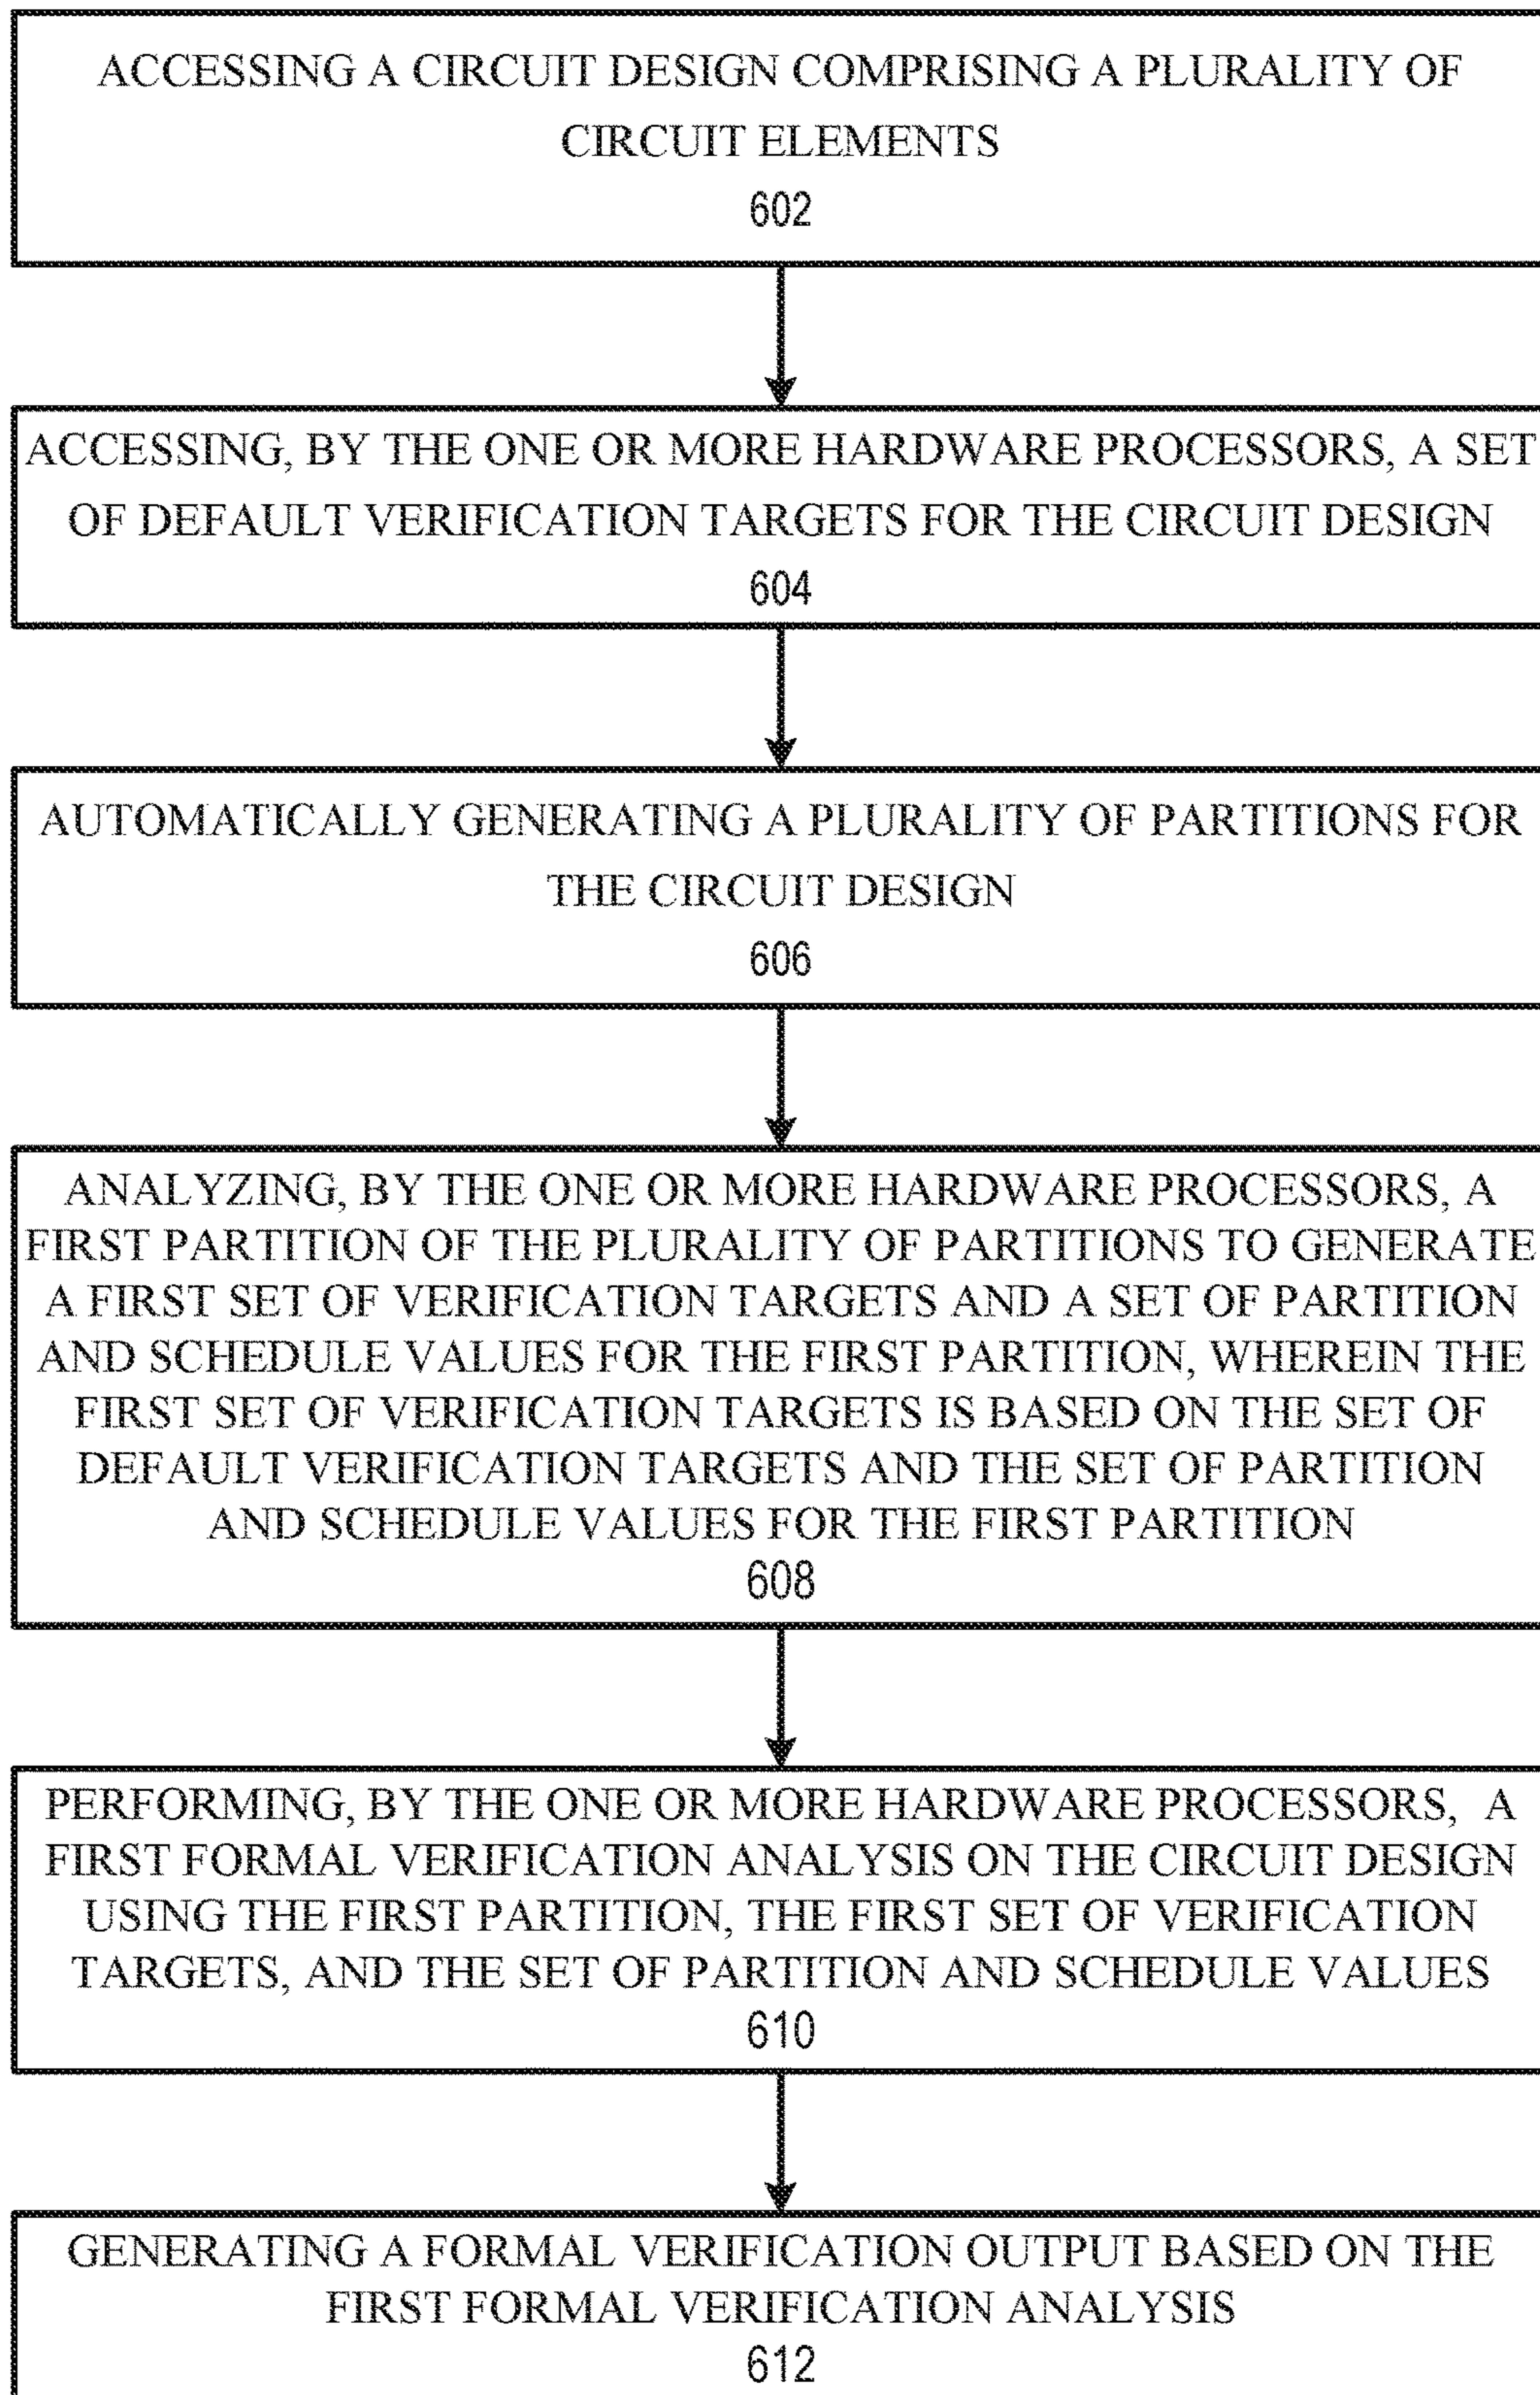 ACCESSING A CIRCUIT DESIGN COMPRISING A PLURALITY OF
CIRCUIT ELEMENTS
602
ACCESSING, BY THE ONE OR MORE HARDWARE PROCESSORS, A SET
OF DEFAULT VERIFICATION TARGETS FOR THE CIRCUIT DESIGN
604
AUTOMATICALLY GENERATING A PLURALITY OF PARTITIONS FOR
THE CIRCUIT DESIGN
606
ANALYZING, BY THE ONE OR MORE HARDWARE PROCESSORS, A
FIRST PARTITION OF THE PLURALITY OF PARTITIONS TO GENERATE
A FIRST SET OF VERIFICATION TARGETS AND A SET OF PARTITION
AND SCHEDULE VALUES FOR THE FIRST PARTITION, WHEREIN THE
FIRST SET OF VERIFICATION TARGETS IS BASED ON THE SET OF
DEFAULT VERIFICATION TARGETS AND THE SET OF PARTITION
AND SCHEDULE VALUES FOR THE FIRST PARTITION
608
PERFORMING, BY THE ONE OR MORE HARDWARE PROCESSORS, A
FIRST FORMAL VERIFICATION ANALYSIS ON THE CIRCUIT DESIGN
USING THE FIRST PARTITION, THE FIRST SET OF VERIFICATION
TARGETS, AND THE SET OF PARTITION AND SCHEDULE VALUES
610
GENERATING A FORMAL VERIFICATION OUTPUT BASED ON THE
FIRST FORMAL VERIFICATION ANALYSIS
612